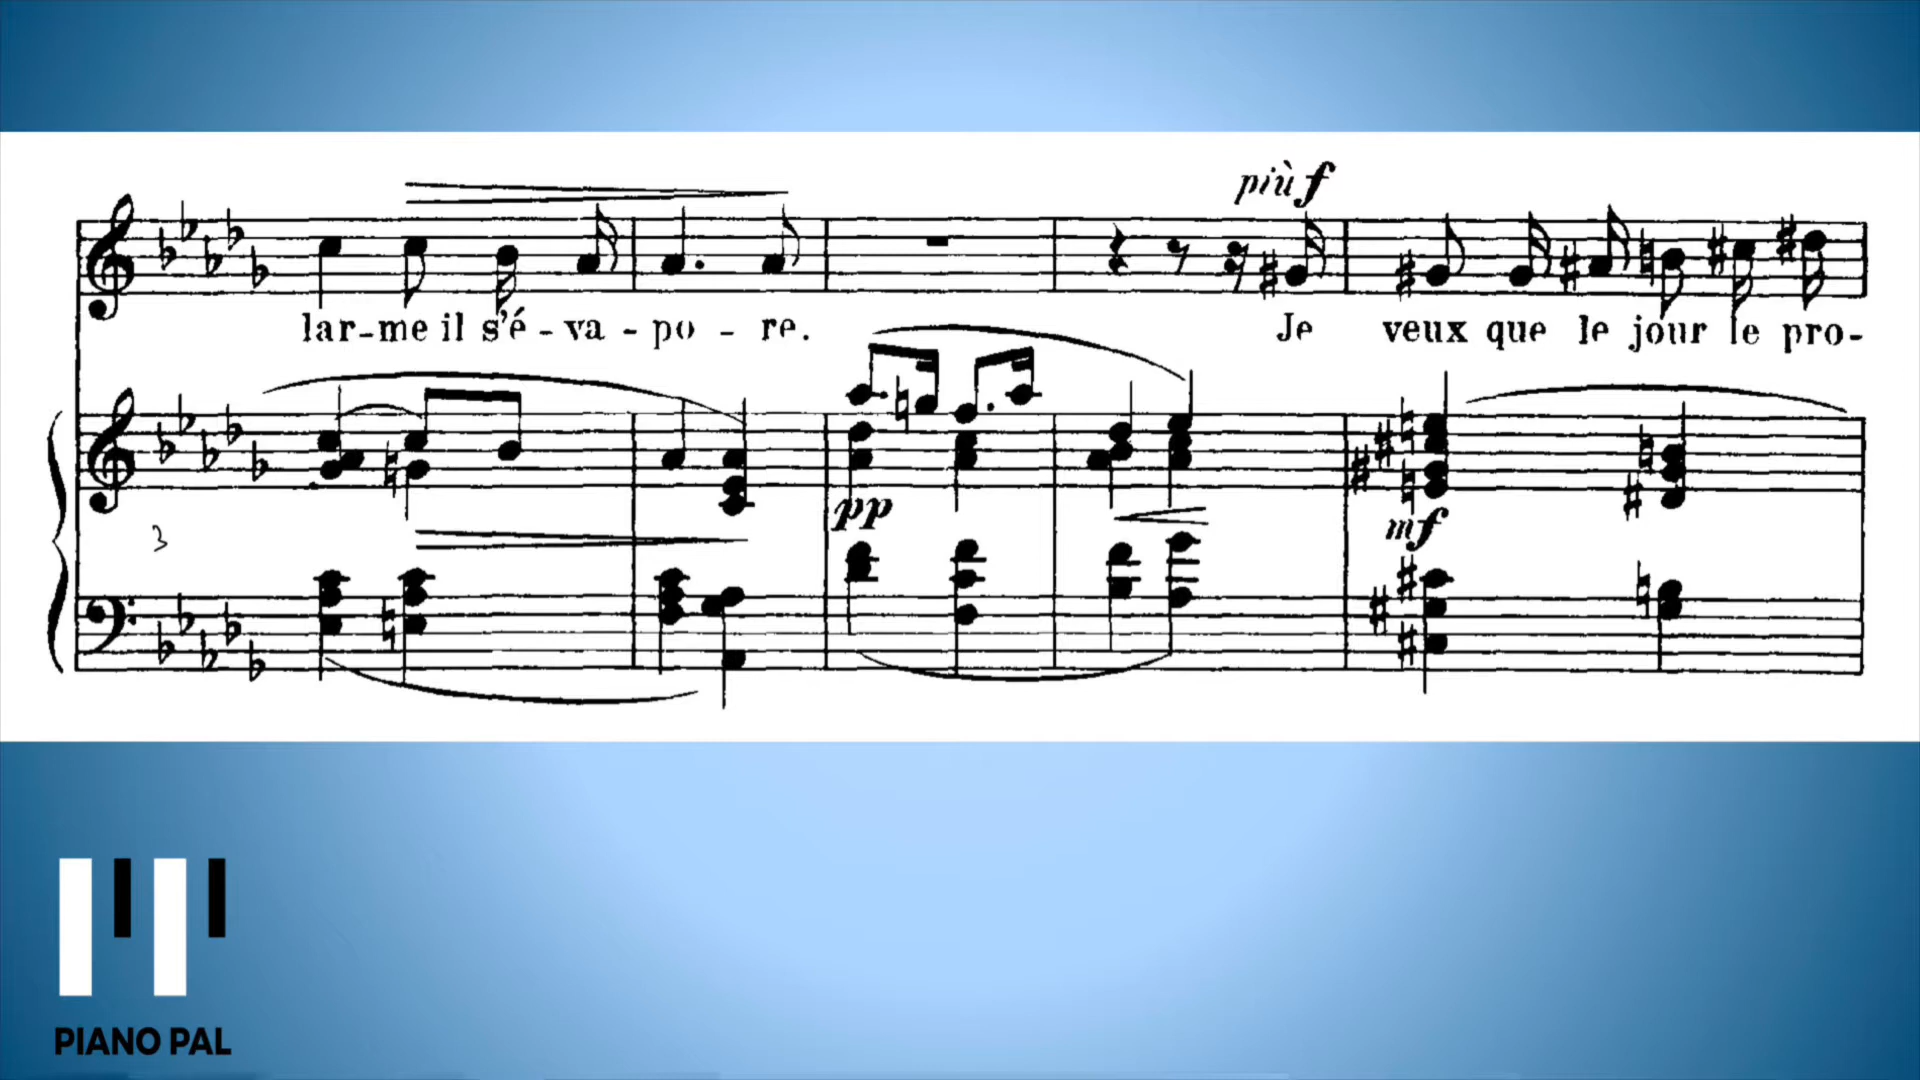 più f
lar-me il s'é-va-po-re. Je veux que le jour le pro-
pp
mf
3
PIANO PAL